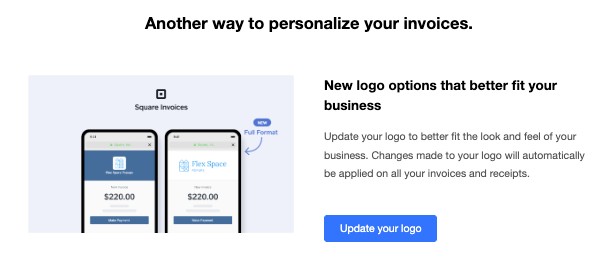 Another way to personalize your invoices.
Square Invoices
NEW
Full Format
$220.00
Flex Space
$220.00
New logo options that better fit your
business
Update your logo to better fit the look and feel of your
business. Changes made to your logo will automatically
be applied on all your invoices and receipts.
Update your logo